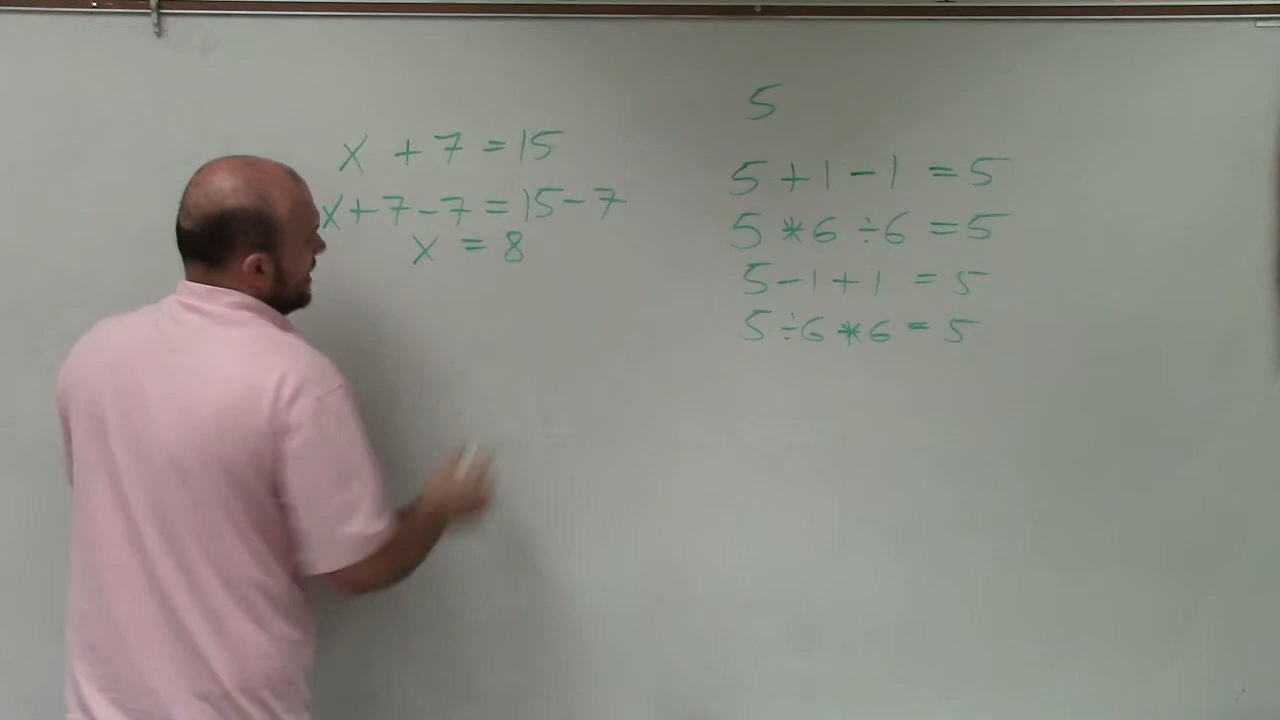 x + 7 = 15
x + 7 - 7 = 15 - 7
x = 8
5
5 + 1 - 1 = 5
5 * 6 ÷ 6 = 5
5 - 1 + 1 = 5
5 ÷ 6 * 6 = 5